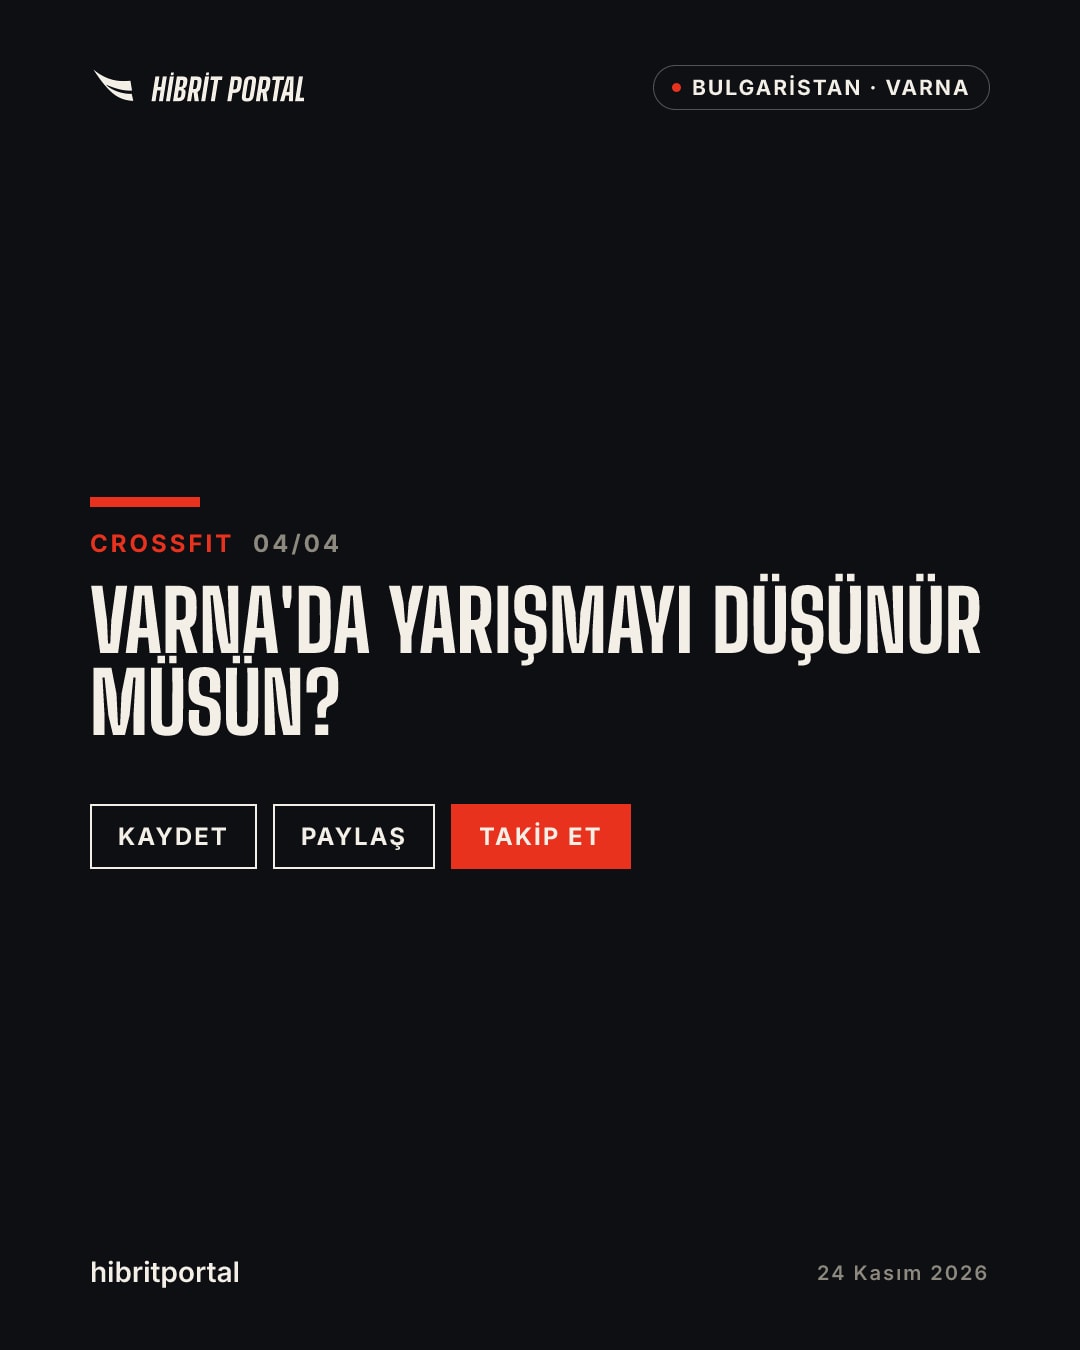 HİBRİT PORTAL
BULGARİSTAN · VARNA
CROSSFIT 04/04
VARNA'DA YARIŞMAYI DÜŞÜNÜR
MÜSÜN?
KAYDET
PAYLAŞ
TAKİP ET
hibritportal
24 Kasım 2026